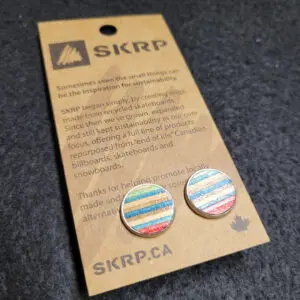 SKRP
Sometimes even the small things can
be the inspiration for sustainability.
SKRP began simply, by creating rings
made from recycled skateboards.
Since then we've grown, expanded
and still kept sustainability as our core
focus, offering a full line of products
repurposed from 'end of life' Canadian
billboards, skateboards and
snowboards.
Thanks for helping promote locally
made and
alternat
SKRP.CA